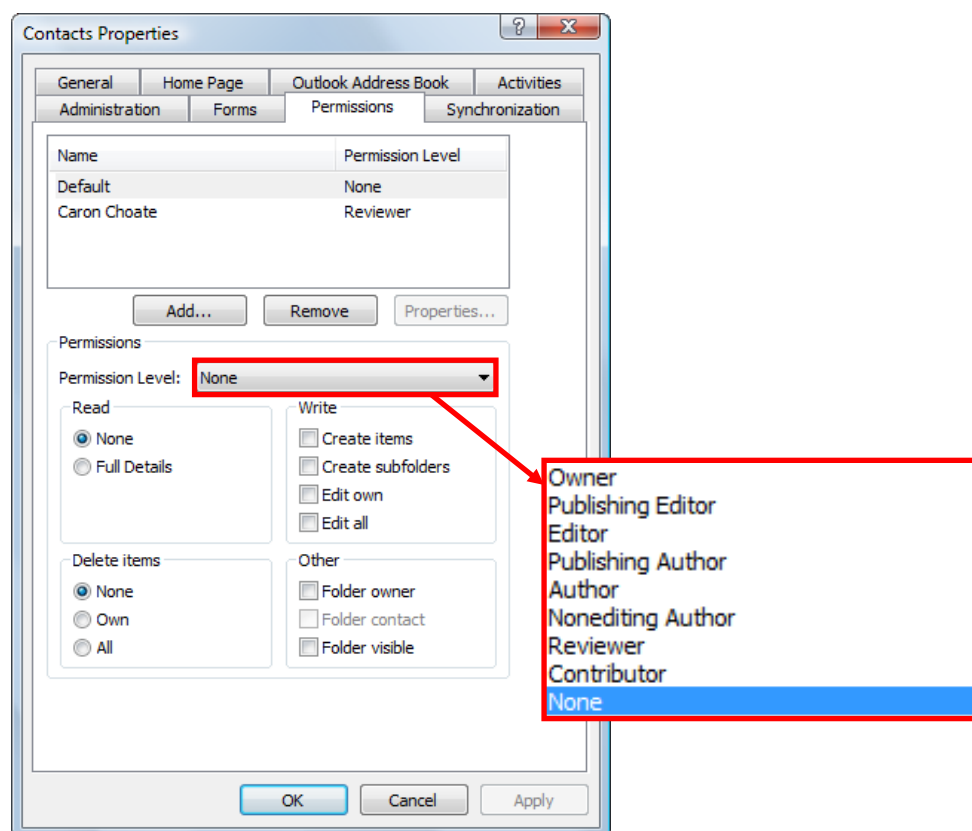 Contacts Properties
General Home Page Outlook Address Book Activities
Administration Forms Permissions Synchronization
Name Permission Level
Default None
Caron Choate Reviewer
Add... Remove Properties...
Permissions
Permission Level: None
Read Write
None Create items
Full Details Create subfolders
Edit own
Edit all
Delete items Other
None Folder owner
Own Folder contact
All Folder visible
Owner
Publishing Editor
Editor
Publishing Author
Author
Nonediting Author
Reviewer
Contributor
None
OK Cancel Apply